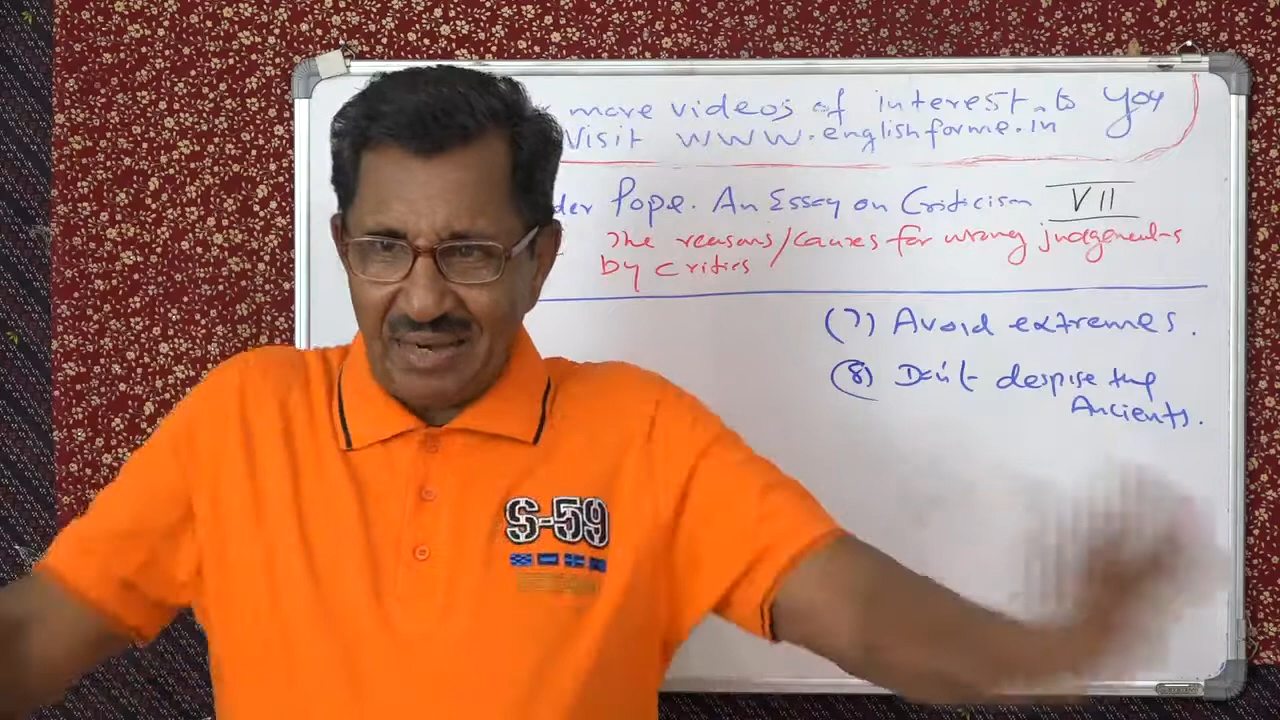 more videos of interest to you
Visit www.englishforme.in
der Pope. An Essay on Criticism VII
The reasons/causes for wrong judgements
by critics
(7) Avoid extremes.
(8) Don't despise the
Ancients.
S-59